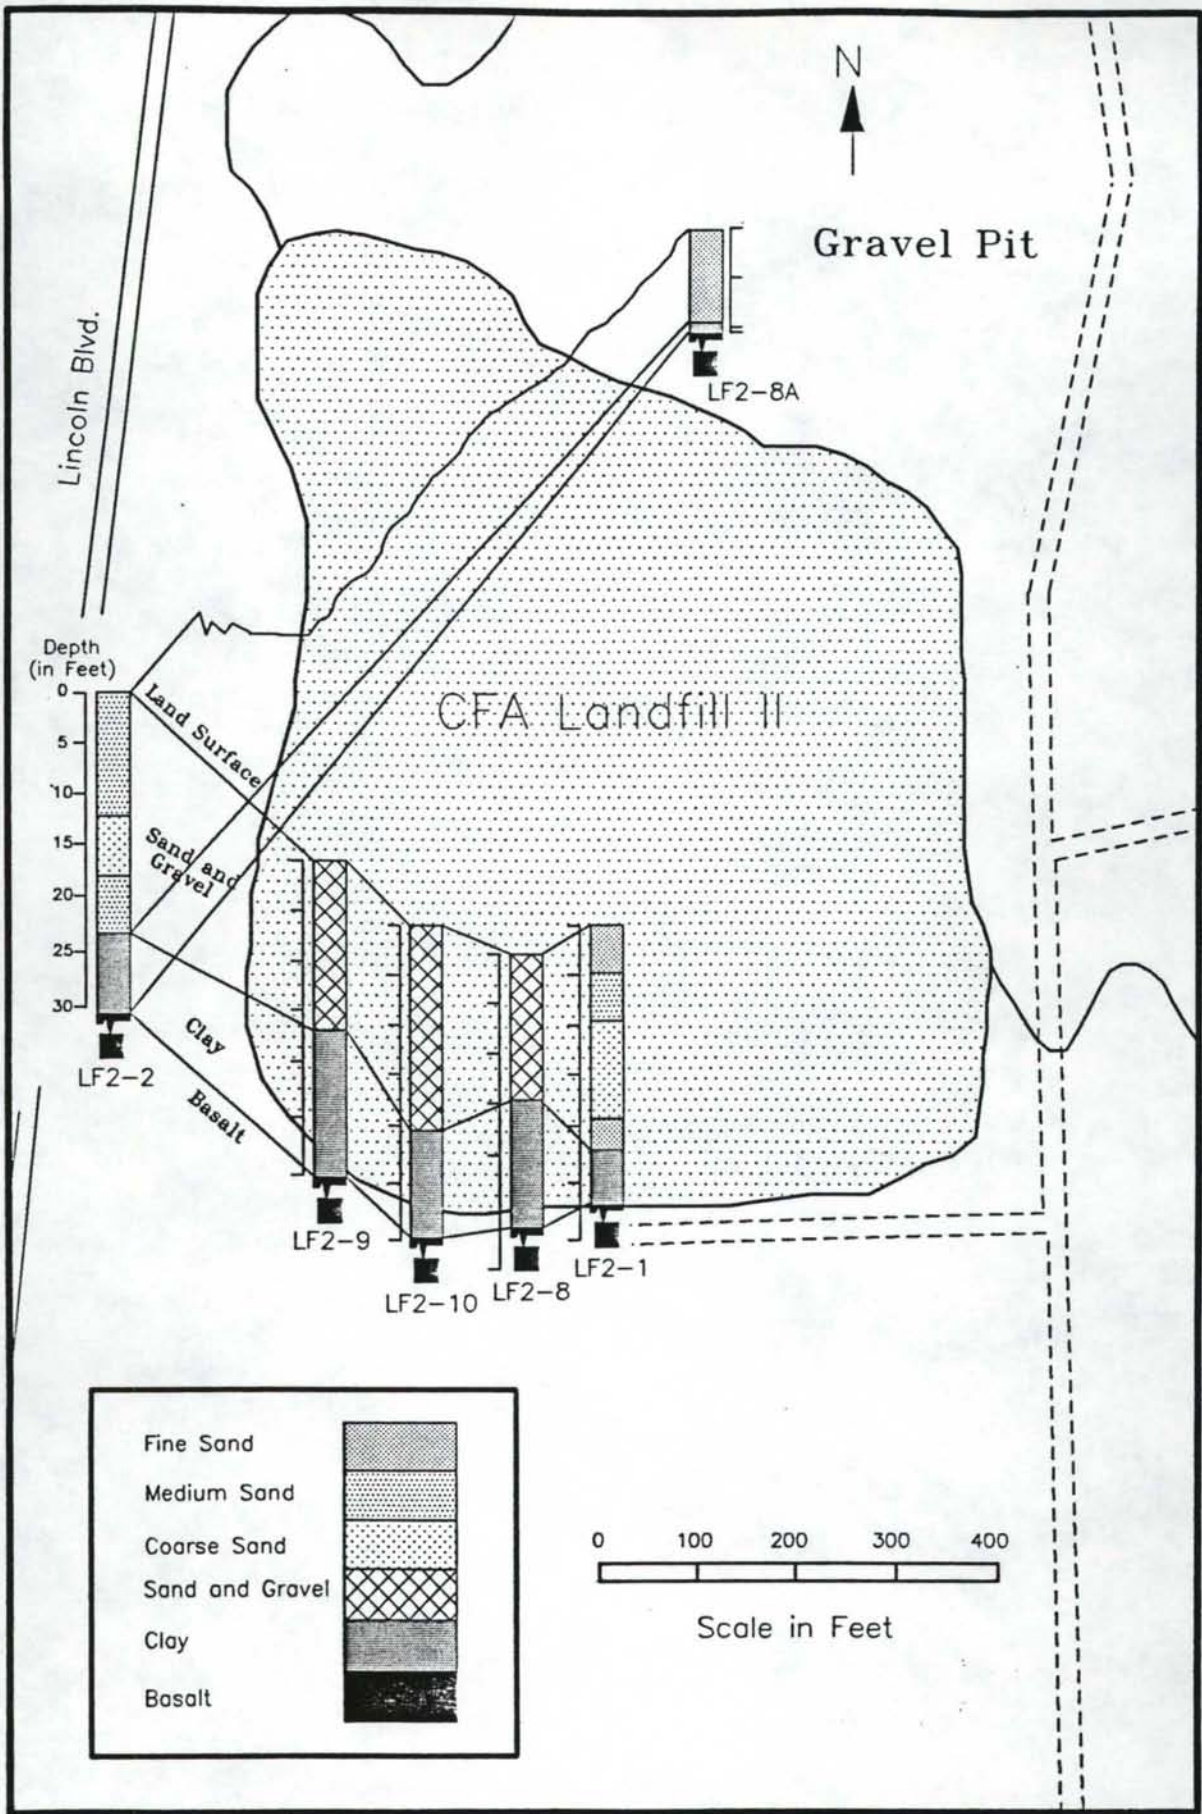 N
Gravel Pit
Lincoln Blvd.
LF2-8A
Depth
(in Feet)
0
5
10
15
20
25
30
Land Surface
CFA Landfill II
Sand and
Gravel
Clay
Basalt
LF2-2
LF2-9
LF2-10
LF2-8
LF2-1
Fine Sand
Medium Sand
Coarse Sand
Sand and Gravel
Clay
Basalt
0 100 200 300 400
Scale in Feet